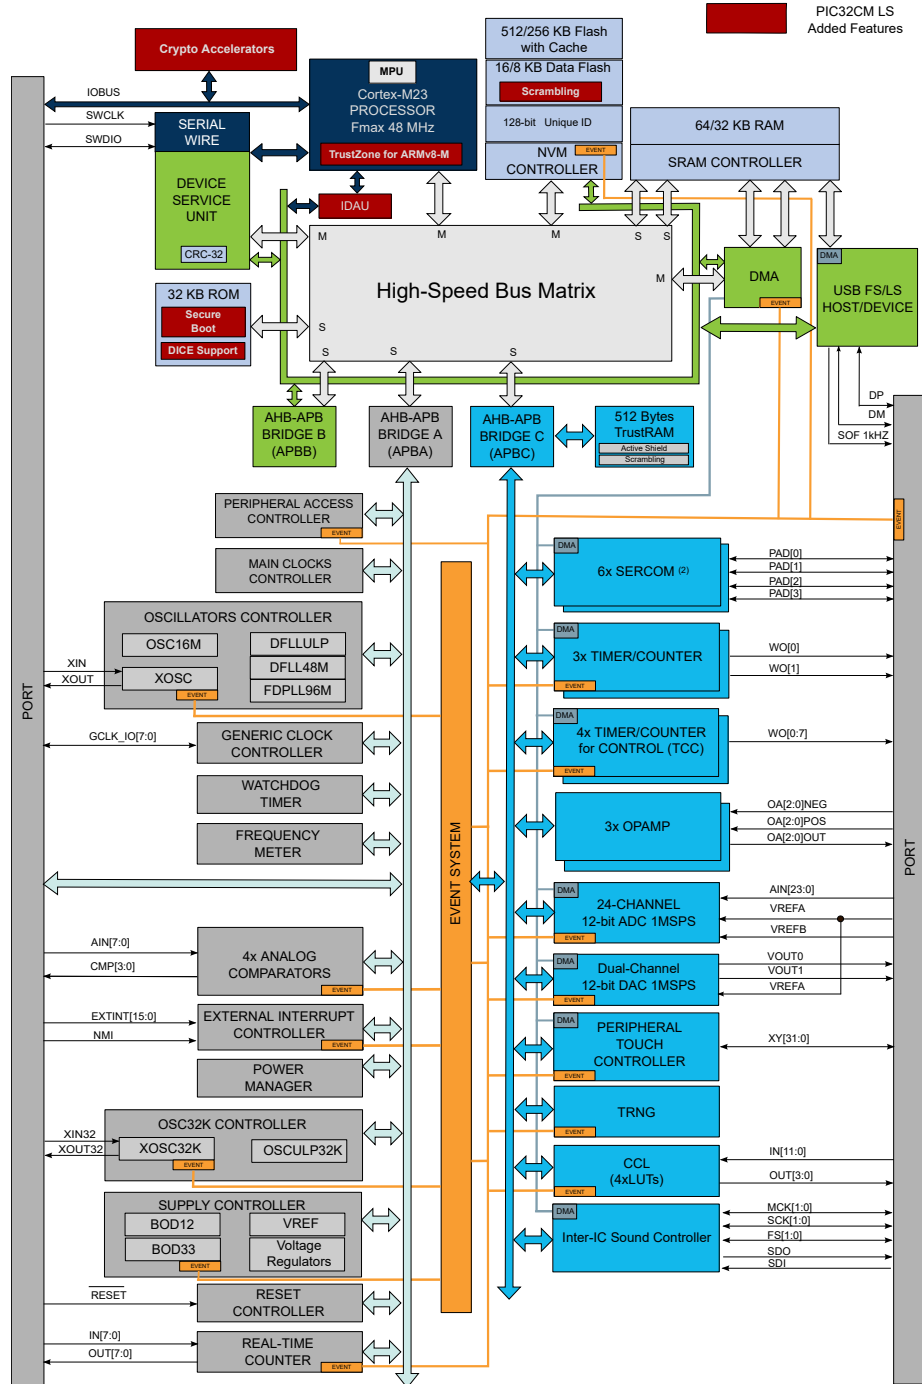 PIC32CM LS
Added Features
Crypto Accelerators
512/256 KB Flash
with Cache
16/8 KB Data Flash
Scrambling
128-bit Unique ID
NVM
CONTROLLER
EVENT
MPU
Cortex-M23
PROCESSOR
Fmax 48 MHz
TrustZone for ARMv8-M
64/32 KB RAM
SRAM CONTROLLER
IOBUS
SWCLK
SWDIO
SERIAL
WIRE
DEVICE
SERVICE
UNIT
CRC-32
IDAU
M
M
M
S
S
M
S
S
S
S
High-Speed Bus Matrix
DMA
EVENT
DMA
USB FS/LS
HOST/DEVICE
32 KB ROM
Secure
Boot
DICE Support
DP
DM
SOF 1kHZ
AHB-APB
BRIDGE B
(APBB)
AHB-APB
BRIDGE A
(APBA)
AHB-APB
BRIDGE C
(APBC)
512 Bytes
TrustRAM
Active Shield
Scrambling
PORT
PORT
EVENT
EVENT SYSTEM
PERIPHERAL ACCESS
CONTROLLER
EVENT
MAIN CLOCKS
CONTROLLER
OSCILLATORS CONTROLLER
OSC16M
DFLLULP
DFLL48M
XOSC
FDPLL96M
EVENT
XIN
XOUT
GCLK_IO[7:0]
GENERIC CLOCK
CONTROLLER
WATCHDOG
TIMER
FREQUENCY
METER
AIN[7:0]
CMP[3:0]
4x ANALOG
COMPARATORS
EVENT
EXTINT[15:0]
NMI
EXTERNAL INTERRUPT
CONTROLLER
EVENT
POWER
MANAGER
OSC32K CONTROLLER
XIN32
XOUT32
XOSC32K
OSCULP32K
EVENT
SUPPLY CONTROLLER
BOD12
VREF
BOD33
Voltage
Regulators
EVENT
RESET
RESET
CONTROLLER
IN[7:0]
OUT[7:0]
REAL-TIME
COUNTER
EVENT
DMA
6x SERCOM (2)
PAD[0]
PAD[1]
PAD[2]
PAD[3]
DMA
3x TIMER/COUNTER
EVENT
WO[0]
WO[1]
DMA
4x TIMER/COUNTER
for CONTROL (TCC)
EVENT
WO[0:7]
3x OPAMP
OA[2:0]NEG
OA[2:0]POS
OA[2:0]OUT
DMA
24-CHANNEL
12-bit ADC 1MSPS
EVENT
AIN[23:0]
VREFA
VREFB
DMA
Dual-Channel
12-bit DAC 1MSPS
EVENT
VOUT0
VOUT1
VREFA
DMA
PERIPHERAL
TOUCH
CONTROLLER
EVENT
XY[31:0]
TRNG
EVENT
CCL
(4xLUTs)
EVENT
IN[11:0]
OUT[3:0]
DMA
Inter-IC Sound Controller
MCK[1:0]
SCK[1:0]
FS[1:0]
SDO
SDI